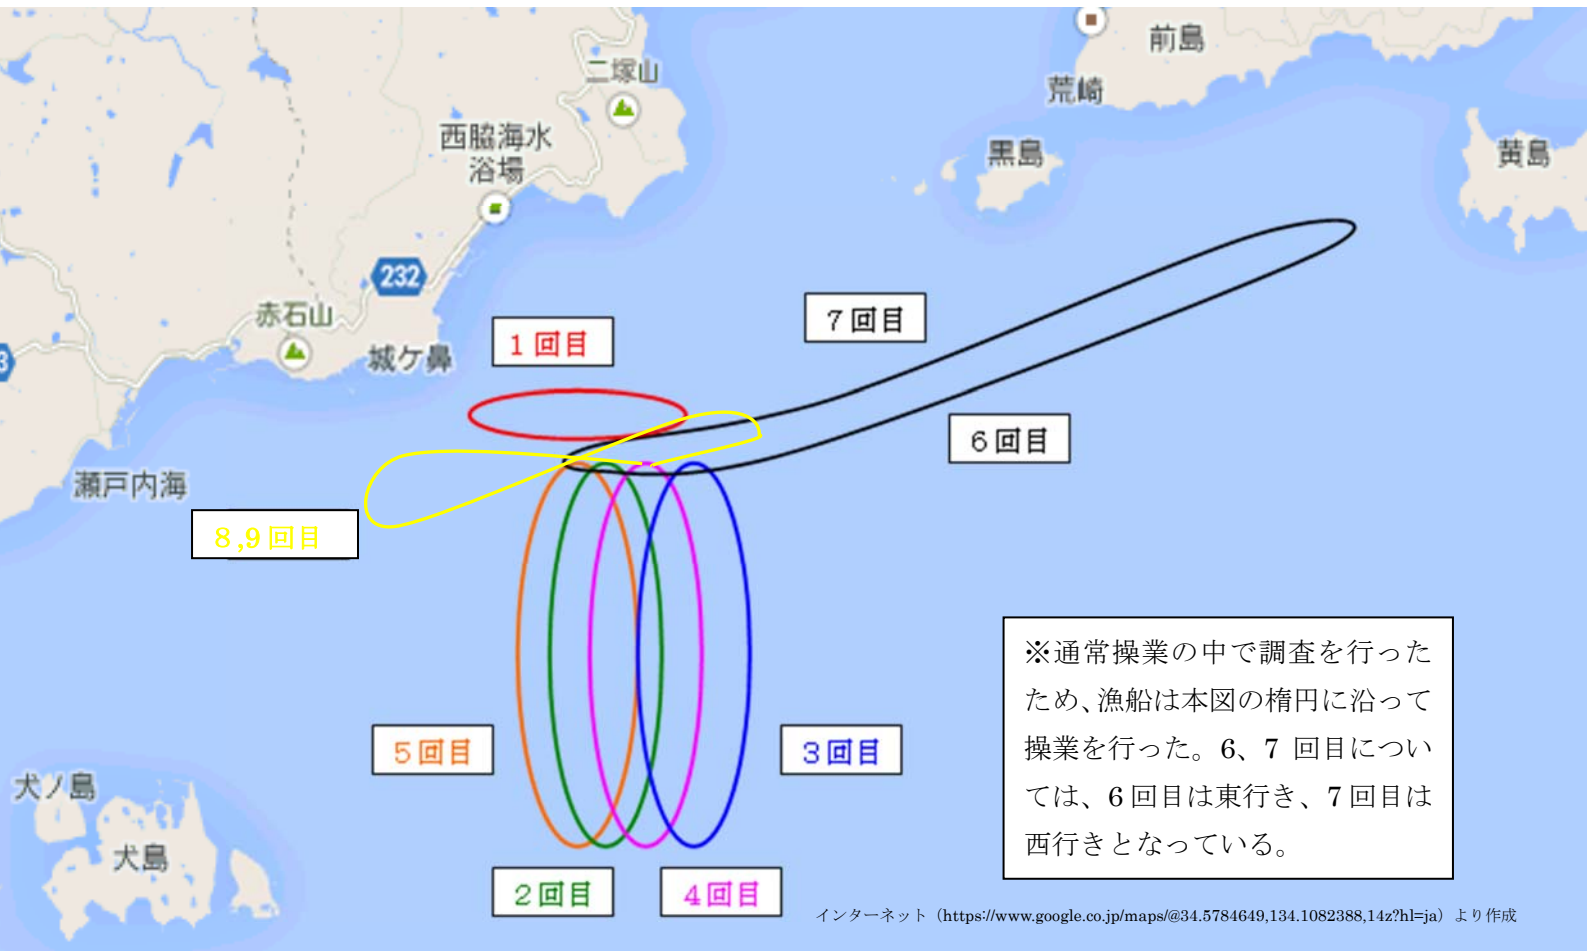 前島
二塚山
荒崎
西脇海水
浴場
黒島
黄島
232
赤石山
7回目
1回目
3
城ケ鼻
6回目
瀬戸内海
8,9回目
※通常操業の中で調査を行った
ため、漁船は本図の楕円に沿って
操業を行った。6、7 回目につい
ては、6回目は東行き、7回目は
西行きとなっている。
5回目
3回目
犬ノ島
犬島
2回目
4回目
インターネット（https://www.google.co.jp/maps/@34.5784649,134.1082388,14z?hl=ja）より作成